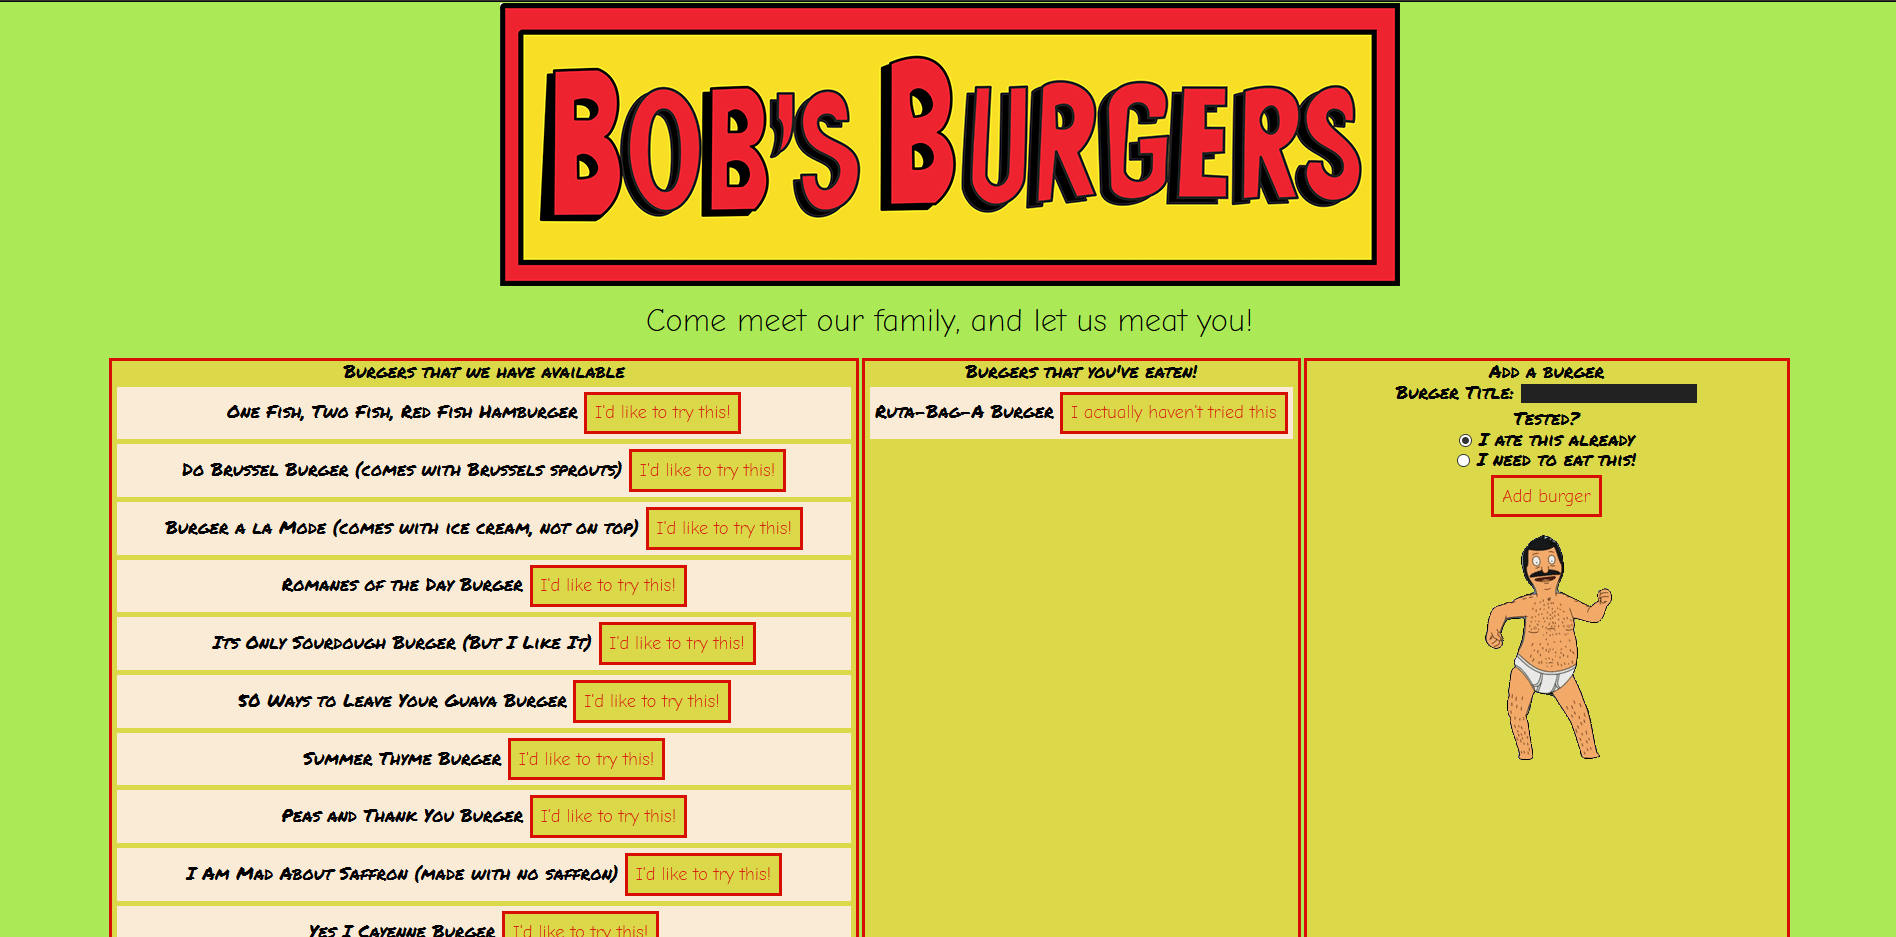 BOB'S BURGERS
Come meet our family, and let us meat you!
Burgers that we have available
One Fish, Two Fish, Red Fish Hamburger I'd like to try this!
Do Brussel Burger (comes with Brussels sprouts) I'd like to try this!
Burger a la Mode (comes with ice cream, not on top) I'd like to try this!
Romanes of the Day Burger I'd like to try this!
Its Only Sourdough Burger (But I Like It) I'd like to try this!
50 Ways to Leave Your Guava Burger I'd like to try this!
Summer Thyme Burger I'd like to try this!
Peas and Thank You Burger I'd like to try this!
I Am Mad About Saffron (made with no saffron) I'd like to try this!
Yes I Cayenne Burger I'd like to try this!
Burgers that you've eaten!
Ruta-Bag-A Burger I actually haven't tried this
Add a burger
Burger Title:
Tested?
I ate this already
I need to eat this!
Add burger